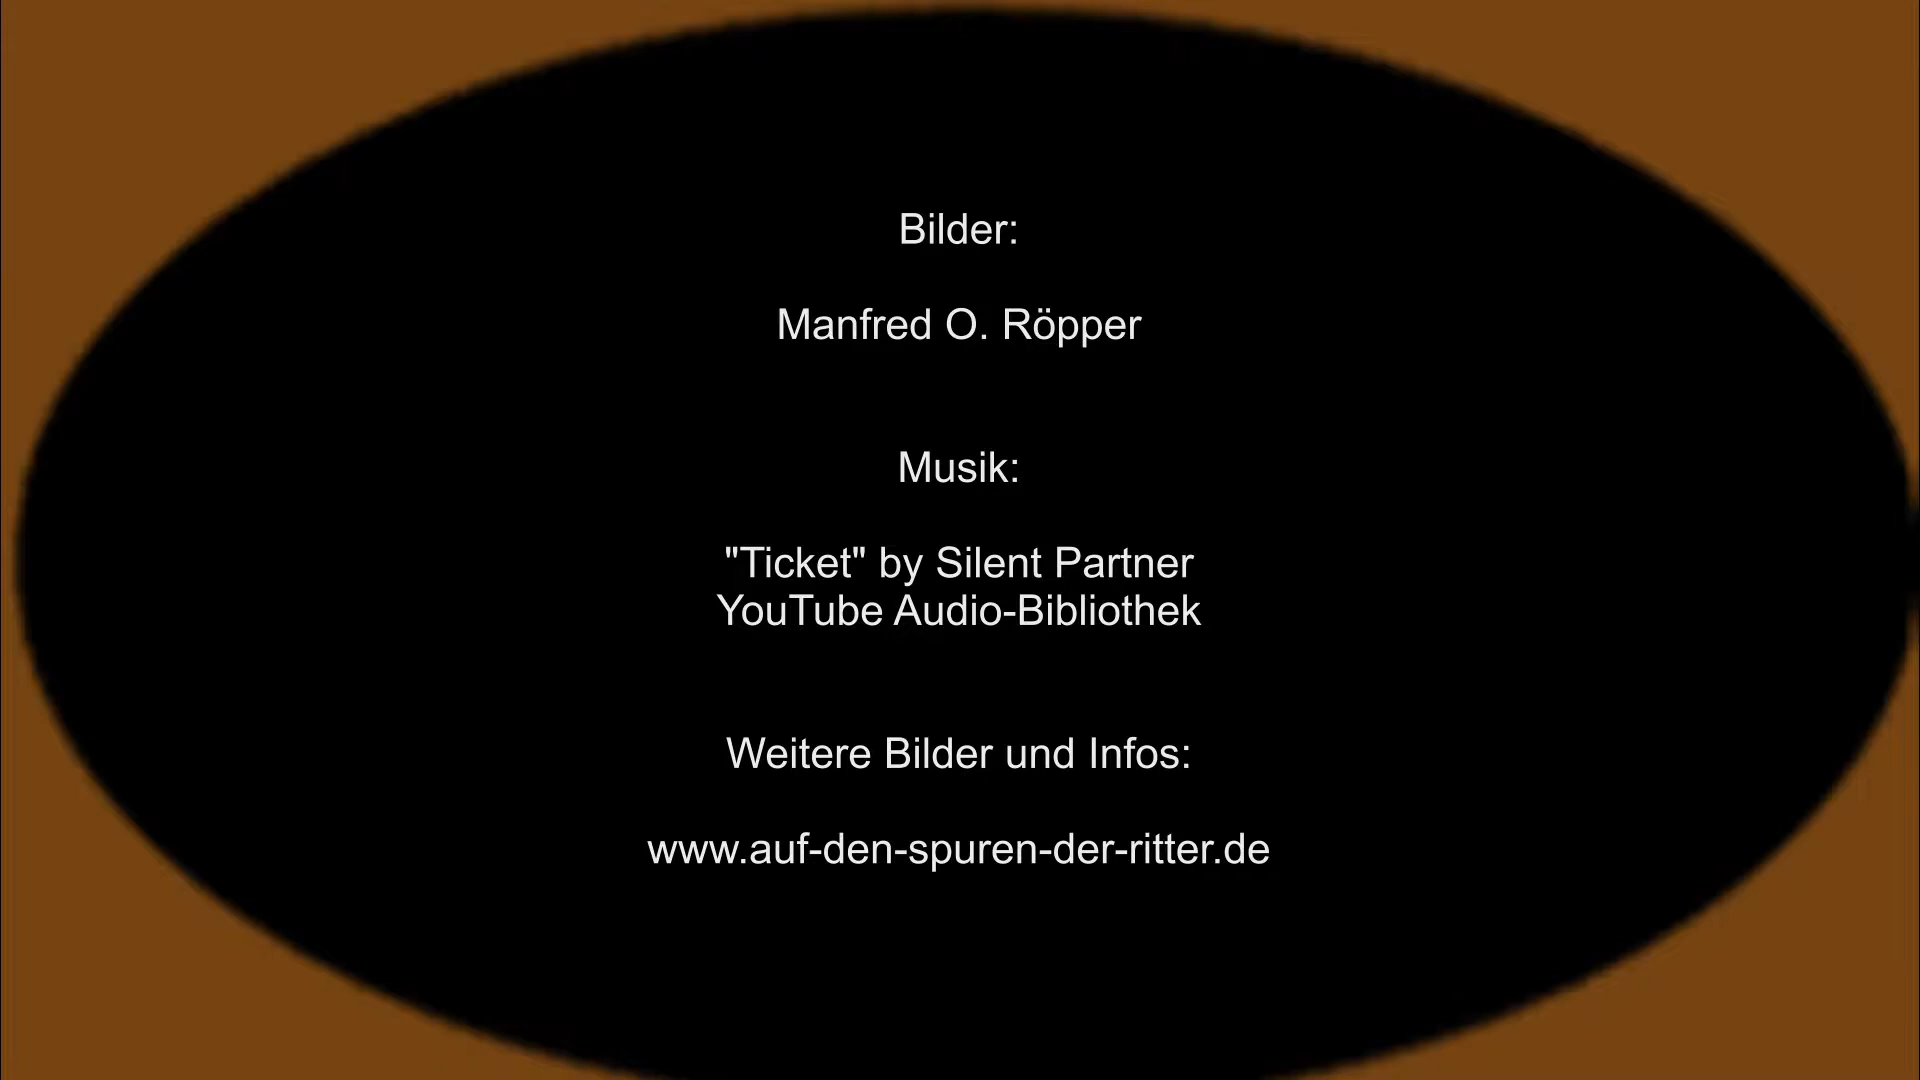 Bilder:
Manfred O. Röpper
Musik:
"Ticket" by Silent Partner
YouTube Audio-Bibliothek
Weitere Bilder und Infos:
www.auf-den-spuren-der-ritter.de